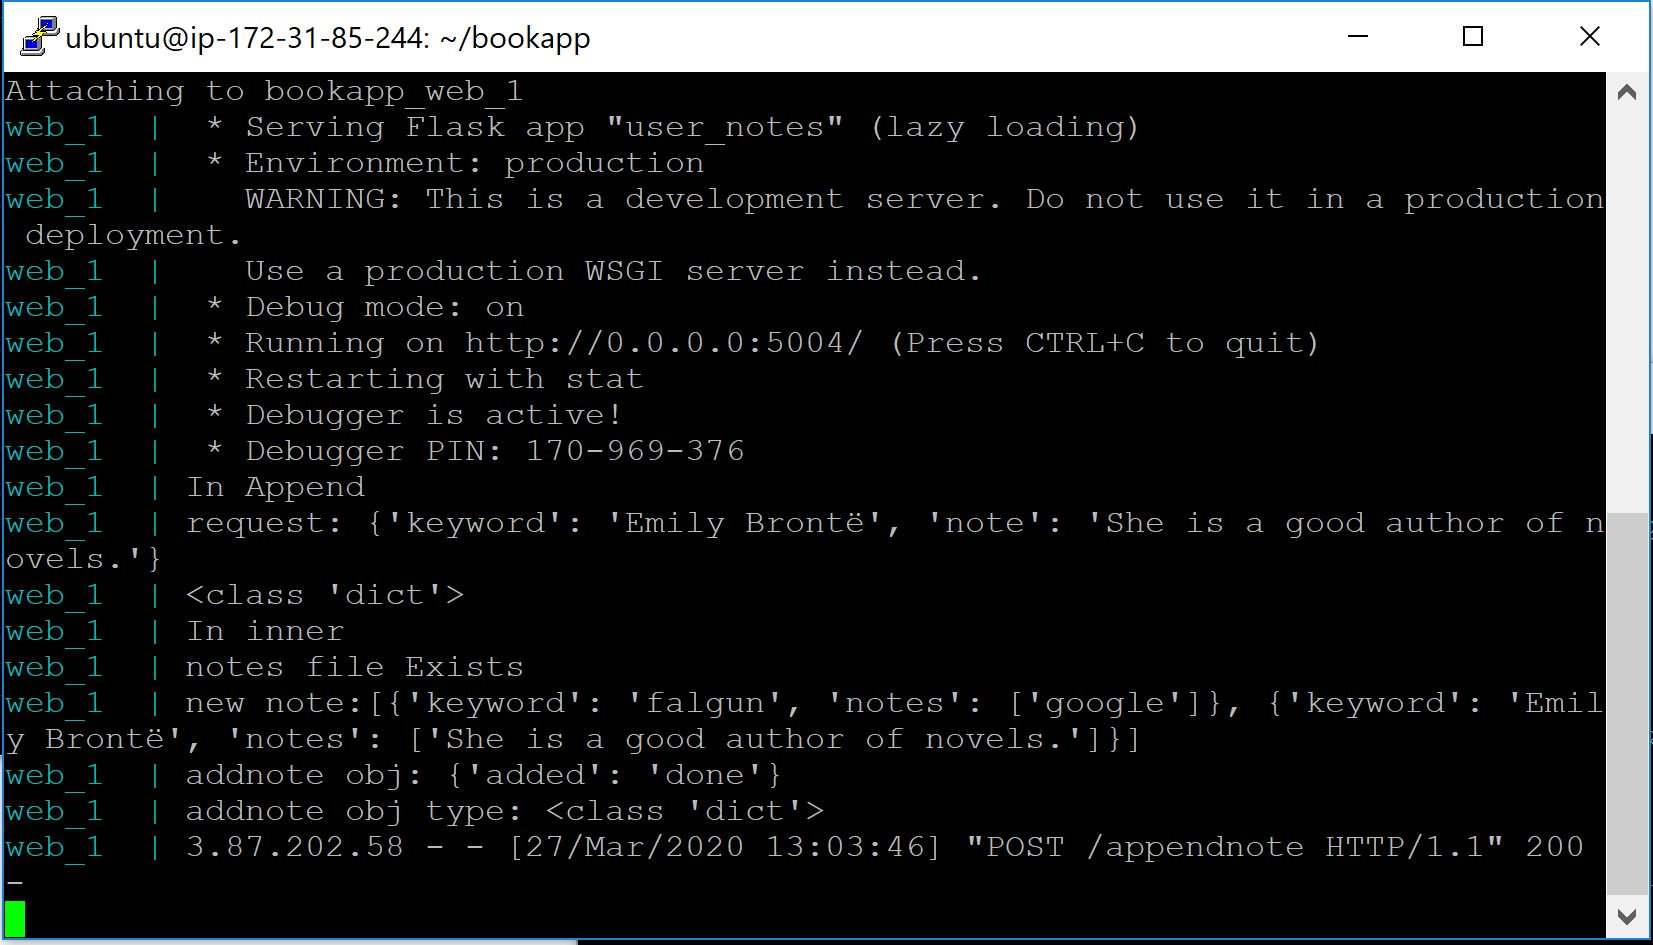 ubuntu@ip-172-31-85-244: ~/bookapp
Attaching to bookapp_web_1
web_1  |  * Serving Flask app "user_notes" (lazy loading)
web_1  |  * Environment: production
web_1  |    WARNING: This is a development server. Do not use it in a production
 deployment.
web_1  |    Use a production WSGI server instead.
web_1  |  * Debug mode: on
web_1  |  * Running on http://0.0.0.0:5004/ (Press CTRL+C to quit)
web_1  |  * Restarting with stat
web_1  |  * Debugger is active!
web_1  |  * Debugger PIN: 170-969-376
web_1  | In Append
web_1  | request: {'keyword': 'Emily Brontë', 'note': 'She is a good author of n
ovels.'}
web_1  | <class 'dict'>
web_1  | In inner
web_1  | notes file Exists
web_1  | new note:[{'keyword': 'falgun', 'notes': ['google']}, {'keyword': 'Emil
y Brontë', 'notes': ['She is a good author of novels.']}]
web_1  | addnote obj: {'added': 'done'}
web_1  | addnote obj type: <class 'dict'>
web_1  | 3.87.202.58 - - [27/Mar/2020 13:03:46] "POST /appendnote HTTP/1.1" 200
-